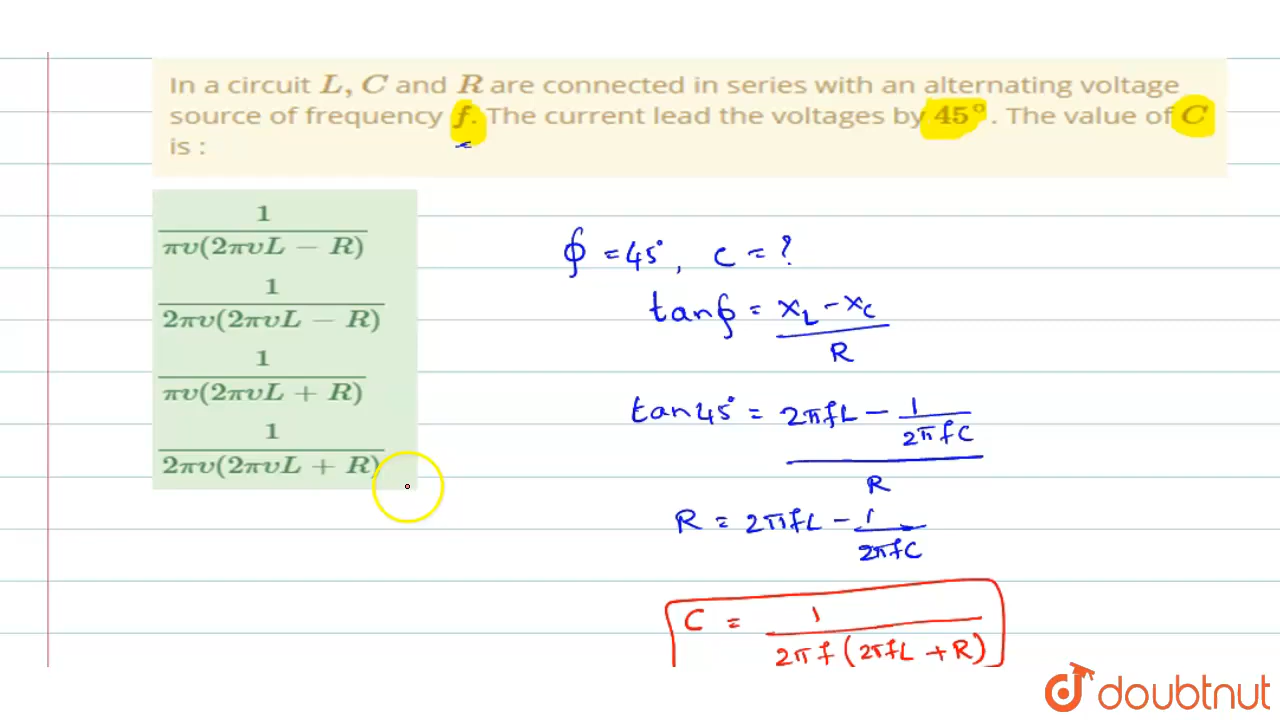 In a circuit L, C and R are connected in series with an alternating voltage
source of frequency f. The current lead the voltages by 45°. The value of C
is :
1/(πυ(2πυL − R))
1/(2πυ(2πυL − R))
1/(πυ(2πυL + R))
1/(2πυ(2πυL + R))
ϕ = 45°, C = ?
tanϕ = (XL − XC)/R
tan45° = (2πfL − 1/(2πfC))/R
R = 2πfL − 1/(2πfC)
C = 1/(2πf(2πfL + R))
doubtnut